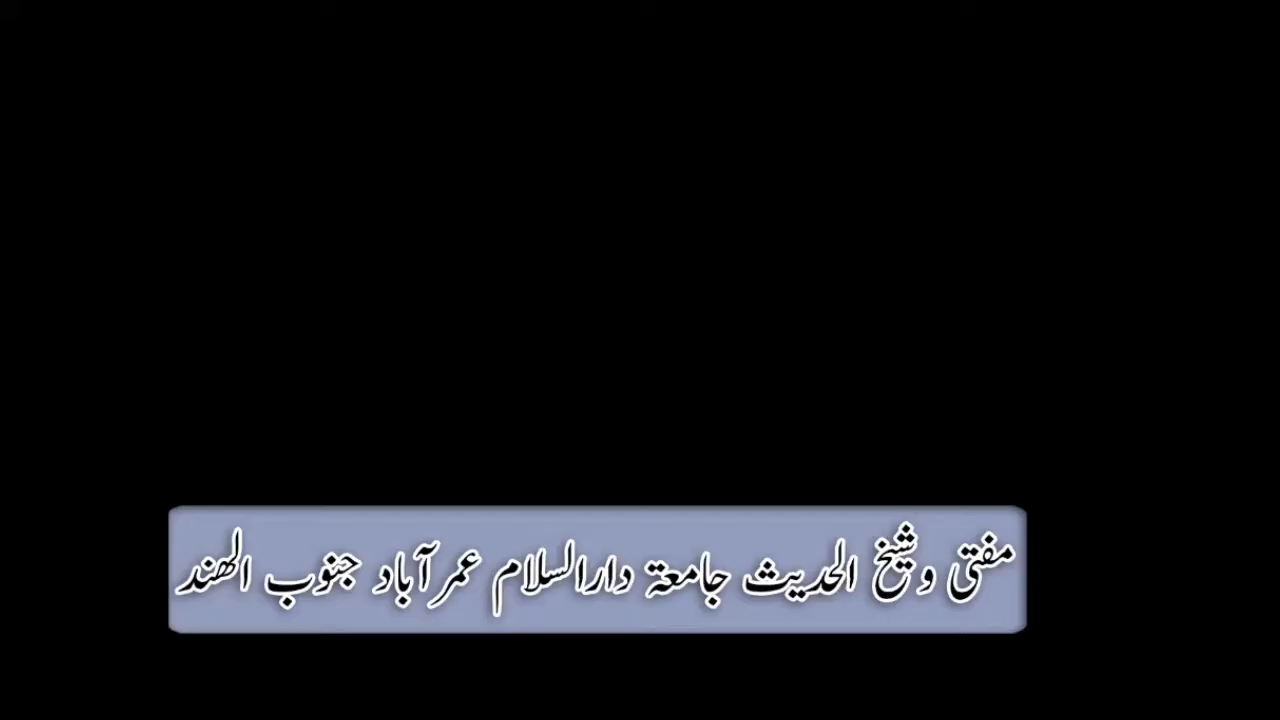 مفتی و شیخ الحدیث جامعۃ دارالسلام عمرآباد جنوب الھند